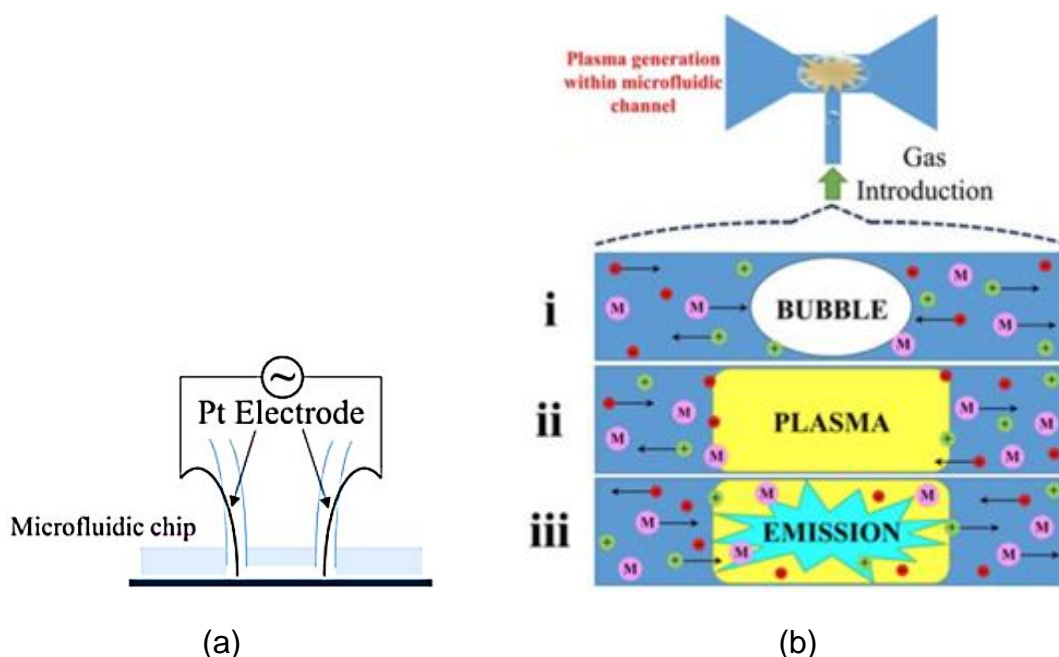 Pt Electrode
Microfluidic chip
(a)
Plasma generation
within microfluidic
channel
Gas
Introduction
i
M
M
BUBBLE
M
M
M
ii
M
M
PLASMA
M
M
M
M
iii
M
M
M
M
M
EMISSION
M
M
M
M
(b)